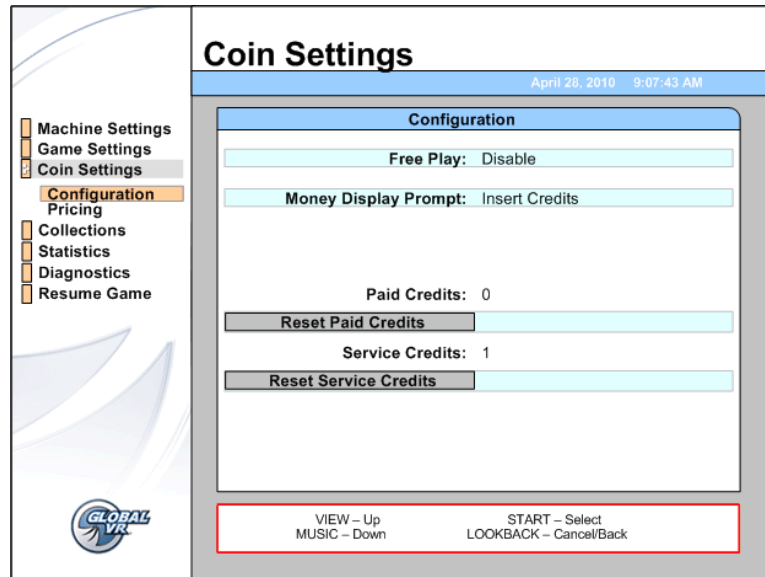 Coin Settings
April 28, 2010 9:07:43 AM
Machine Settings
Game Settings
Coin Settings
Configuration
Pricing
Collections
Statistics
Diagnostics
Resume Game
Configuration
Free Play: Disable
Money Display Prompt: Insert Credits
Paid Credits: 0
Reset Paid Credits
Service Credits: 1
Reset Service Credits
GLOBAL
VR
VIEW – Up START – Select
MUSIC – Down LOOKBACK – Cancel/Back